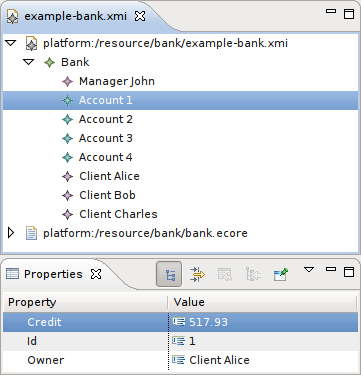 example-bank.xmi
platform:/resource/bank/example-bank.xmi
Bank
Manager John
Account 1
Account 2
Account 3
Account 4
Client Alice
Client Bob
Client Charles
platform:/resource/bank/bank.ecore
Properties
Property Value
Credit 517.93
Id 1
Owner Client Alice